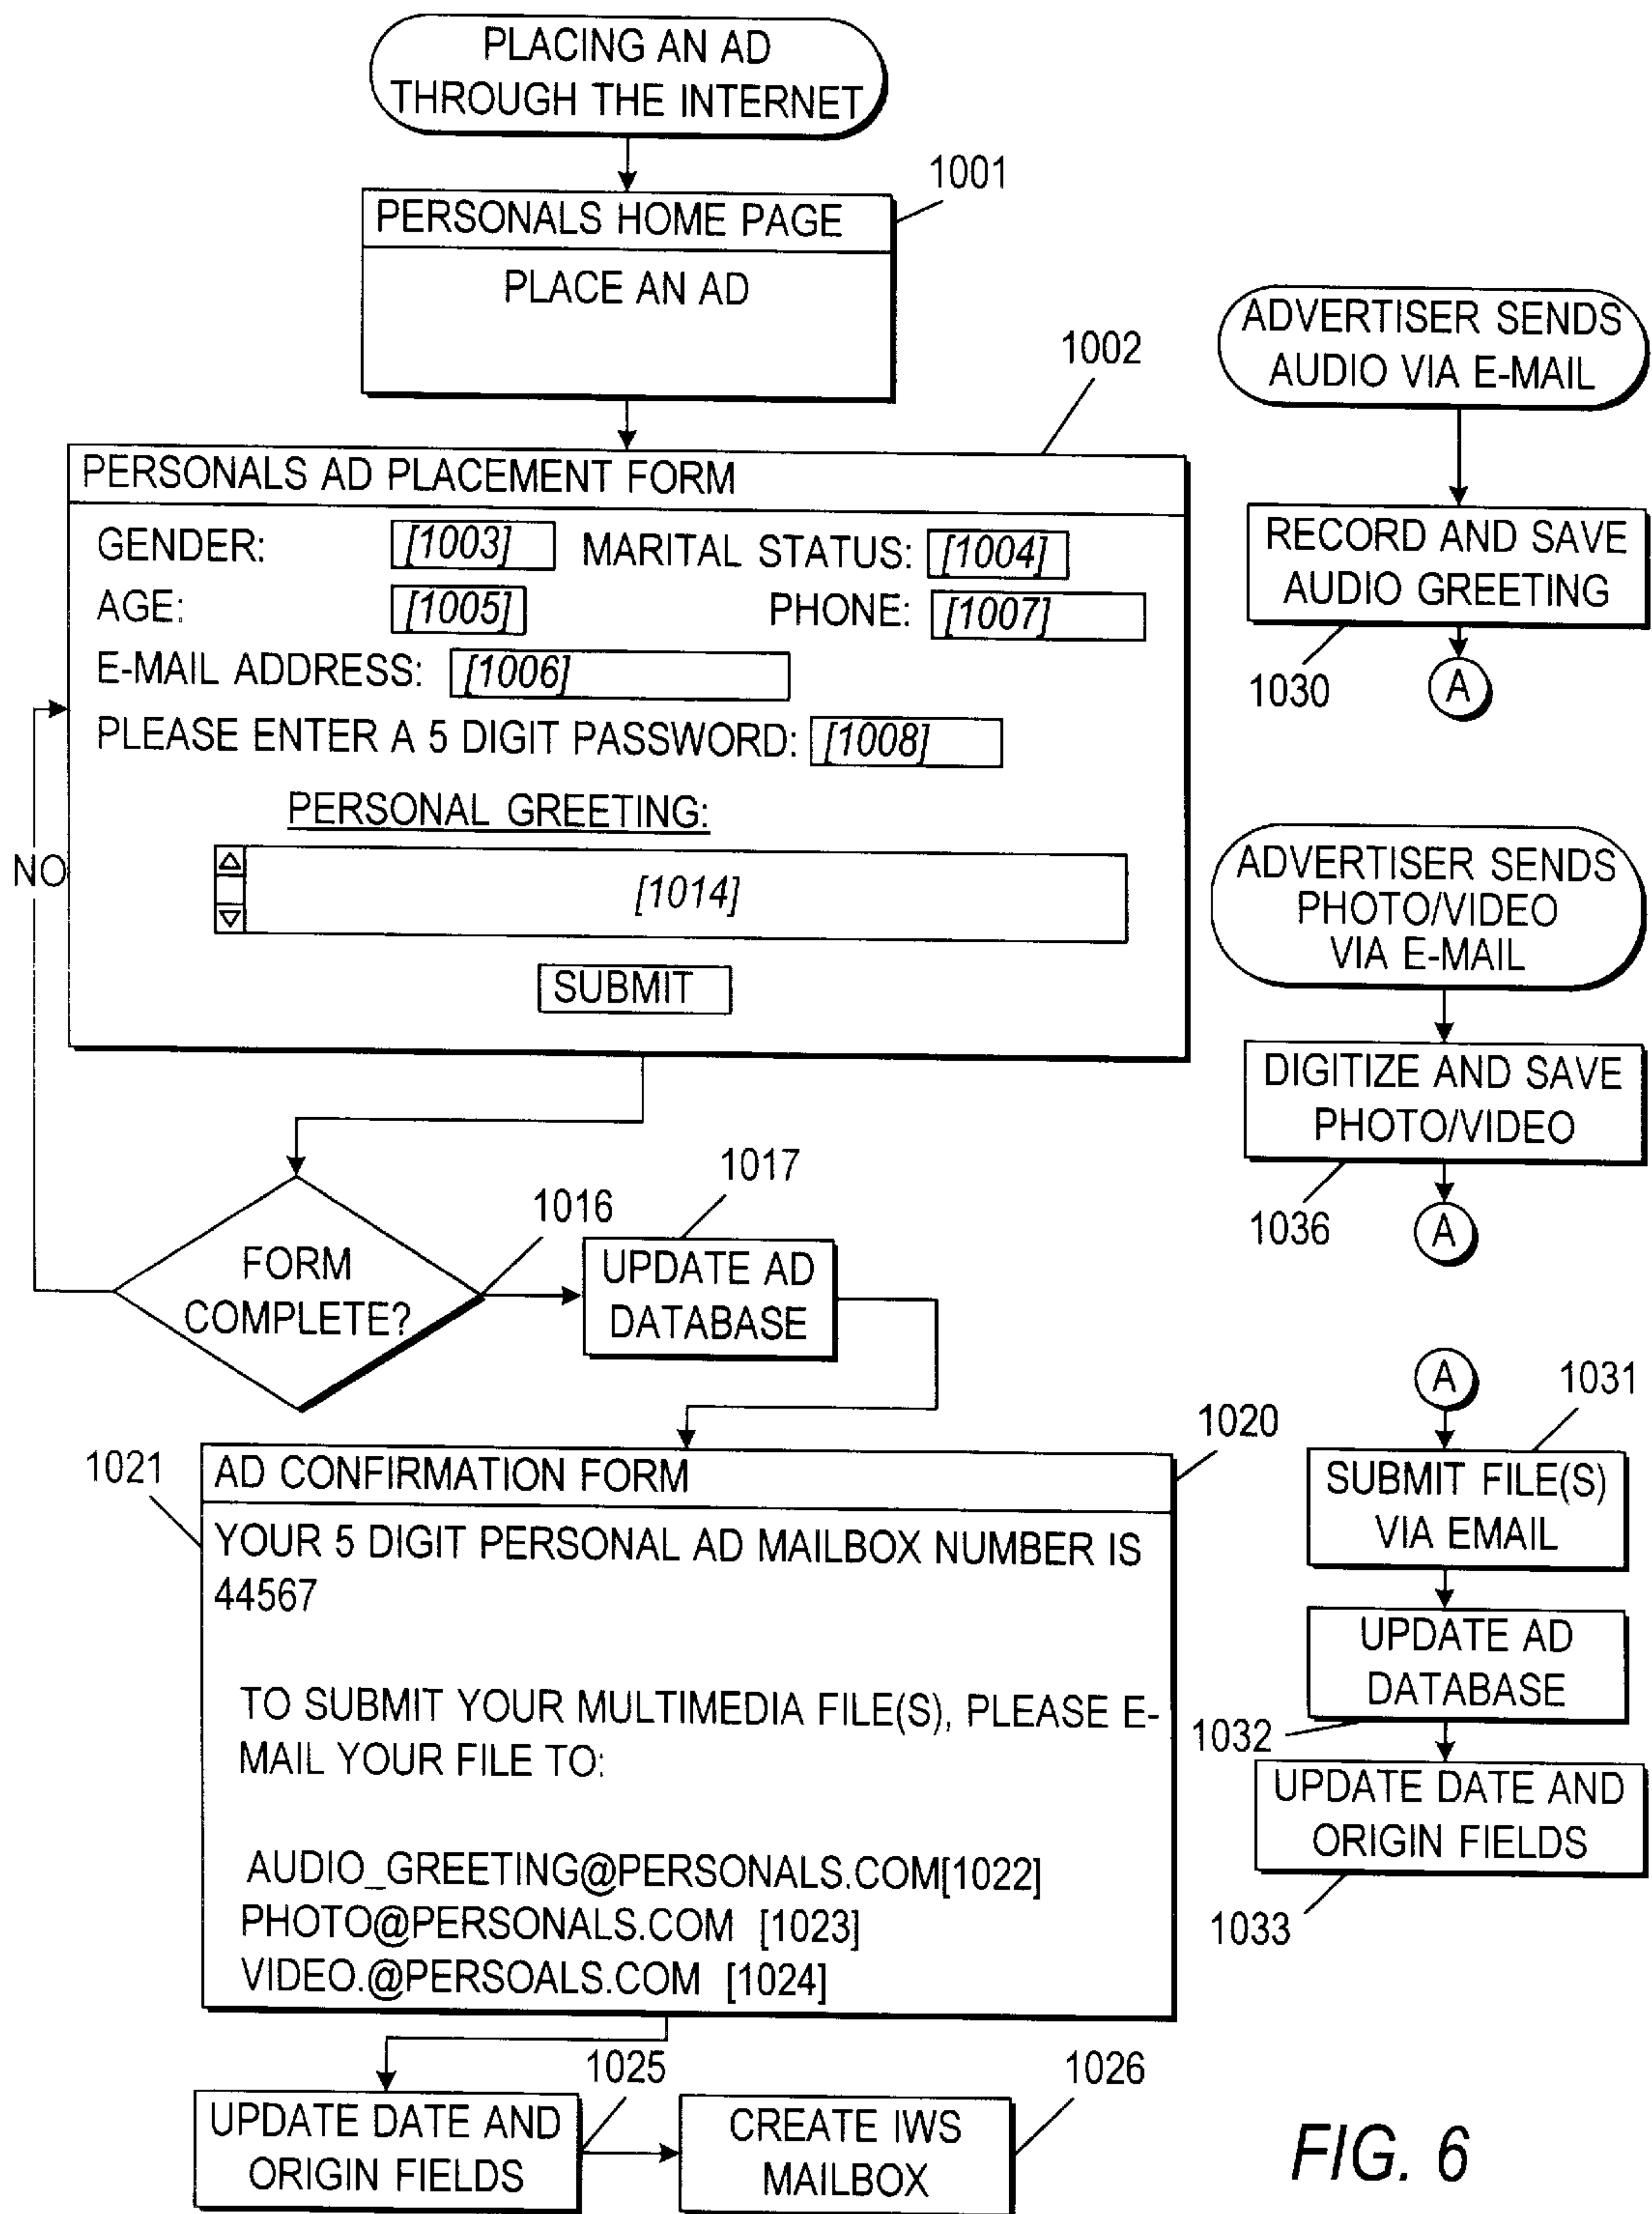 PLACING AN AD
THROUGH THE INTERNET
1001
PERSONALS HOME PAGE
PLACE AN AD
1002
PERSONALS AD PLACEMENT FORM
GENDER: [1003] MARITAL STATUS: [1004]
AGE: [1005] PHONE: [1007]
E-MAIL ADDRESS: [1006]
PLEASE ENTER A 5 DIGIT PASSWORD: [1008]
PERSONAL GREETING:
[1014]
SUBMIT
NO
FORM
COMPLETE?
1016
1017
UPDATE AD
DATABASE
1020
1021
AD CONFIRMATION FORM
YOUR 5 DIGIT PERSONAL AD MAILBOX NUMBER IS
44567
TO SUBMIT YOUR MULTIMEDIA FILE(S), PLEASE E-
MAIL YOUR FILE TO:
AUDIO_GREETING@PERSONALS.COM[1022]
PHOTO@PERSONALS.COM [1023]
VIDEO.@PERSOALS.COM [1024]
1025
UPDATE DATE AND
ORIGIN FIELDS
1026
CREATE IWS
MAILBOX
ADVERTISER SENDS
AUDIO VIA E-MAIL
RECORD AND SAVE
AUDIO GREETING
1030
A
ADVERTISER SENDS
PHOTO/VIDEO
VIA E-MAIL
DIGITIZE AND SAVE
PHOTO/VIDEO
1036
A
A
1031
SUBMIT FILE(S)
VIA EMAIL
UPDATE AD
DATABASE
1032
UPDATE DATE AND
ORIGIN FIELDS
1033
FIG. 6